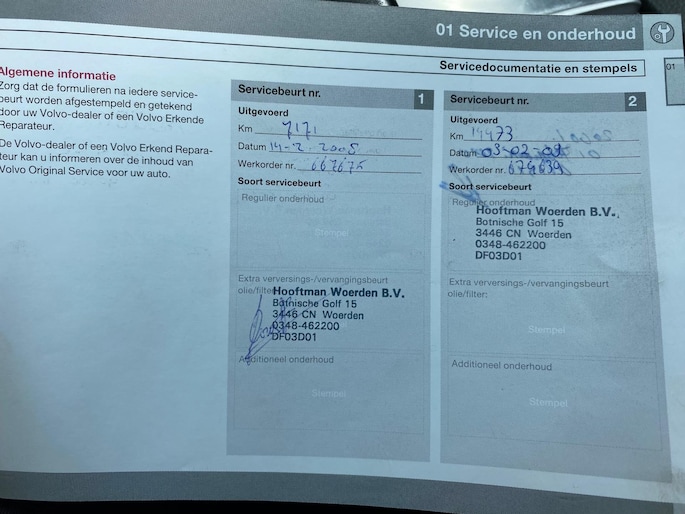 01 Service en onderhoud
Servicedocumentatie en stempels
01
Algemene informatie
Zorg dat de formulieren na iedere service-
beurt worden afgestempeld en getekend
door uw Volvo-dealer of een Volvo Erkende
Reparateur.
De Volvo-dealer of een Volvo Erkend Repara-
teur kan u informeren over de inhoud van
Volvo Original Service voor uw auto.
Servicebeurt nr. 1
Uitgevoerd
Km 7171
Datum 14-2-2008
Werkorder nr. 667675
Soort servicebeurt
Regulier onderhoud
Stempel
Extra verversings-/vervangingsbeurt
olie/filter
Hooftman Woerden B.V.
Botnische Golf 15
3446 CN Woerden
0348-462200
DF03D01
Additioneel onderhoud
Stempel
Servicebeurt nr. 2
Uitgevoerd
Km 14473
Datum 03-02-09
Werkorder nr. 679639
Soort servicebeurt
Regulier onderhoud
Hooftman Woerden B.V.
Botnische Golf 15
3446 CN Woerden
0348-462200
DF03D01
Extra verversings-/vervangingsbeurt
olie/filter:
Stempel
Additioneel onderhoud
Stempel